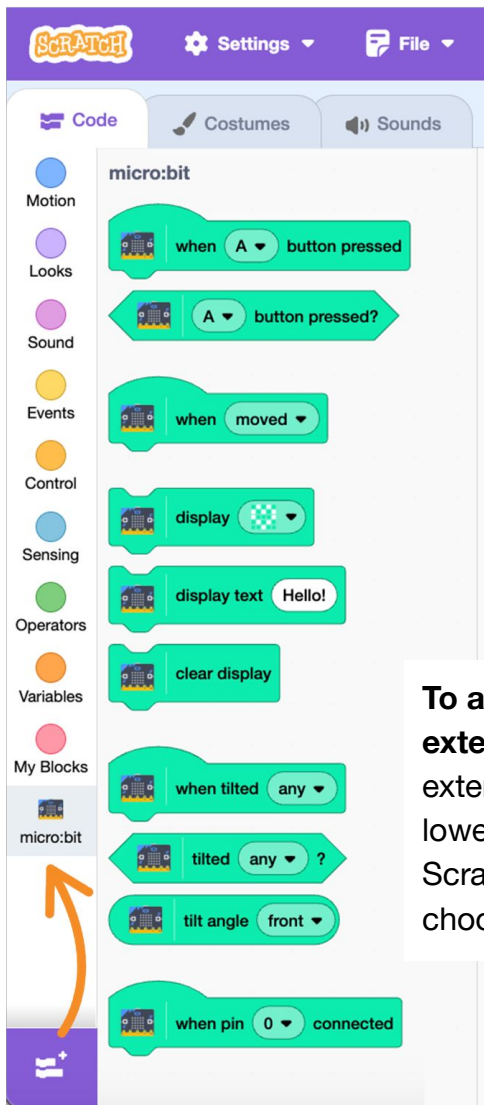 SCRATCH Settings File
Code Costumes Sounds
Motion
Looks
Sound
Events
Control
Sensing
Operators
Variables
My Blocks
micro:bit
micro:bit
when A button pressed
A button pressed?
when moved
display
display text Hello!
clear display
when tilted any
tilted any ?
tilt angle front
when pin 0 connected
To a
exte
exter
lowe
Scra
choo